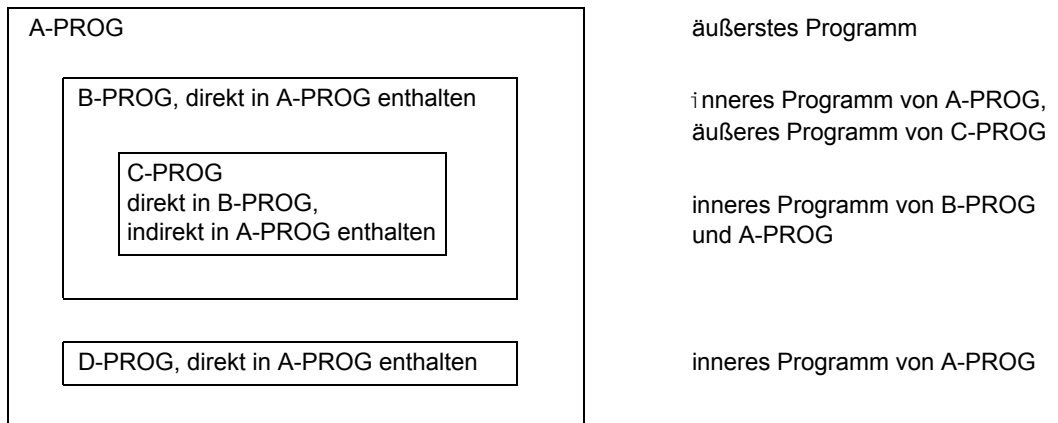 A-PROG
äußerstes Programm
B-PROG, direkt in A-PROG enthalten
inneres Programm von A-PROG,
äußeres Programm von C-PROG
C-PROG
direkt in B-PROG,
indirekt in A-PROG enthalten
inneres Programm von B-PROG
und A-PROG
D-PROG, direkt in A-PROG enthalten
inneres Programm von A-PROG